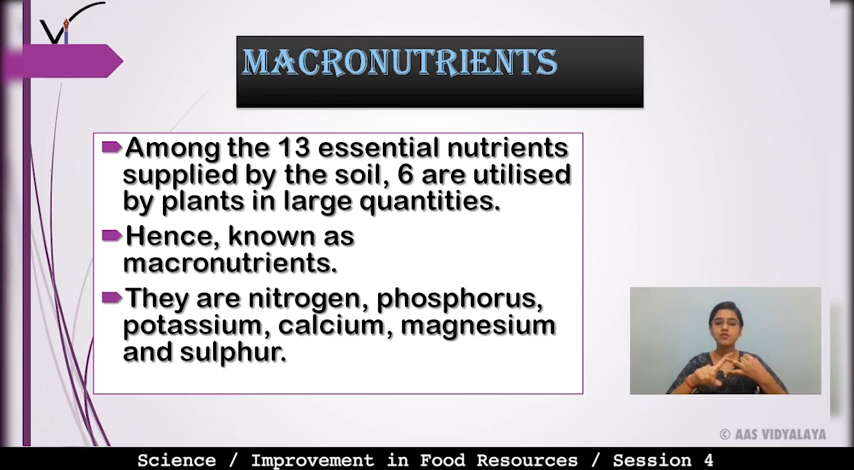 MACRONUTRIENTS
Among the 13 essential nutrients
supplied by the soil, 6 are utilised
by plants in large quantities.
Hence, known as
macronutrients.
They are nitrogen, phosphorus,
potassium, calcium, magnesium
and sulphur.
© AAS VIDYALAYA
Science / Improvement in Food Resources / Session 4